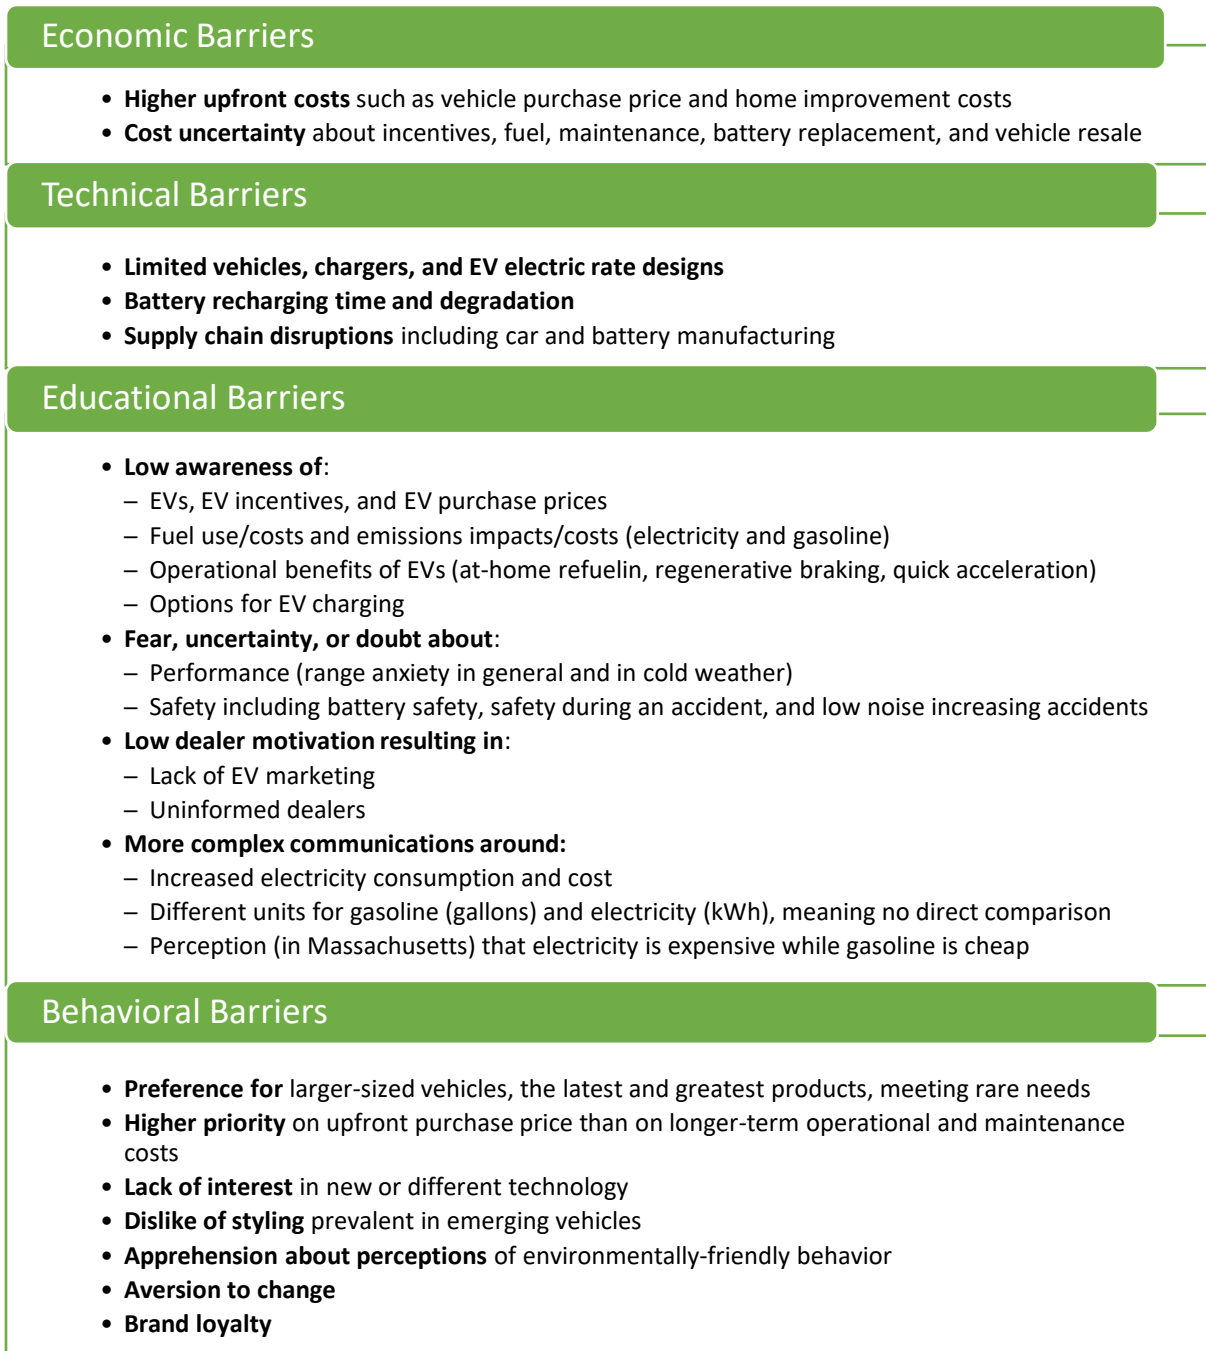 Economic Barriers
• Higher upfront costs such as vehicle purchase price and home improvement costs
• Cost uncertainty about incentives, fuel, maintenance, battery replacement, and vehicle resale
Technical Barriers
• Limited vehicles, chargers, and EV electric rate designs
• Battery recharging time and degradation
• Supply chain disruptions including car and battery manufacturing
Educational Barriers
• Low awareness of:
– EVs, EV incentives, and EV purchase prices
– Fuel use/costs and emissions impacts/costs (electricity and gasoline)
– Operational benefits of EVs (at-home refuelin, regenerative braking, quick acceleration)
– Options for EV charging
• Fear, uncertainty, or doubt about:
– Performance (range anxiety in general and in cold weather)
– Safety including battery safety, safety during an accident, and low noise increasing accidents
• Low dealer motivation resulting in:
– Lack of EV marketing
– Uninformed dealers
• More complex communications around:
– Increased electricity consumption and cost
– Different units for gasoline (gallons) and electricity (kWh), meaning no direct comparison
– Perception (in Massachusetts) that electricity is expensive while gasoline is cheap
Behavioral Barriers
• Preference for larger-sized vehicles, the latest and greatest products, meeting rare needs
• Higher priority on upfront purchase price than on longer-term operational and maintenance
costs
• Lack of interest in new or different technology
• Dislike of styling prevalent in emerging vehicles
• Apprehension about perceptions of environmentally-friendly behavior
• Aversion to change
• Brand loyalty